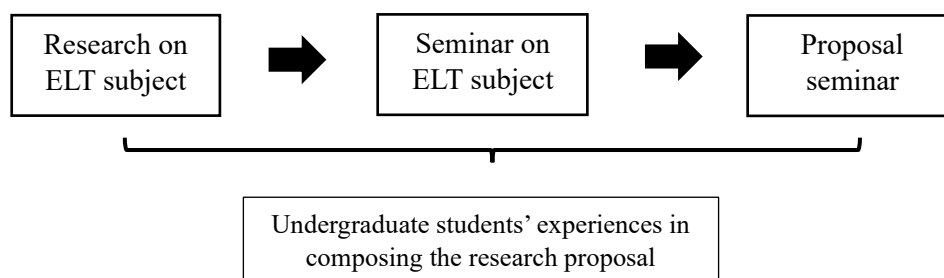 Research on
ELT subject
Seminar on
ELT subject
Proposal
seminar
Undergraduate students’ experiences in
composing the research proposal